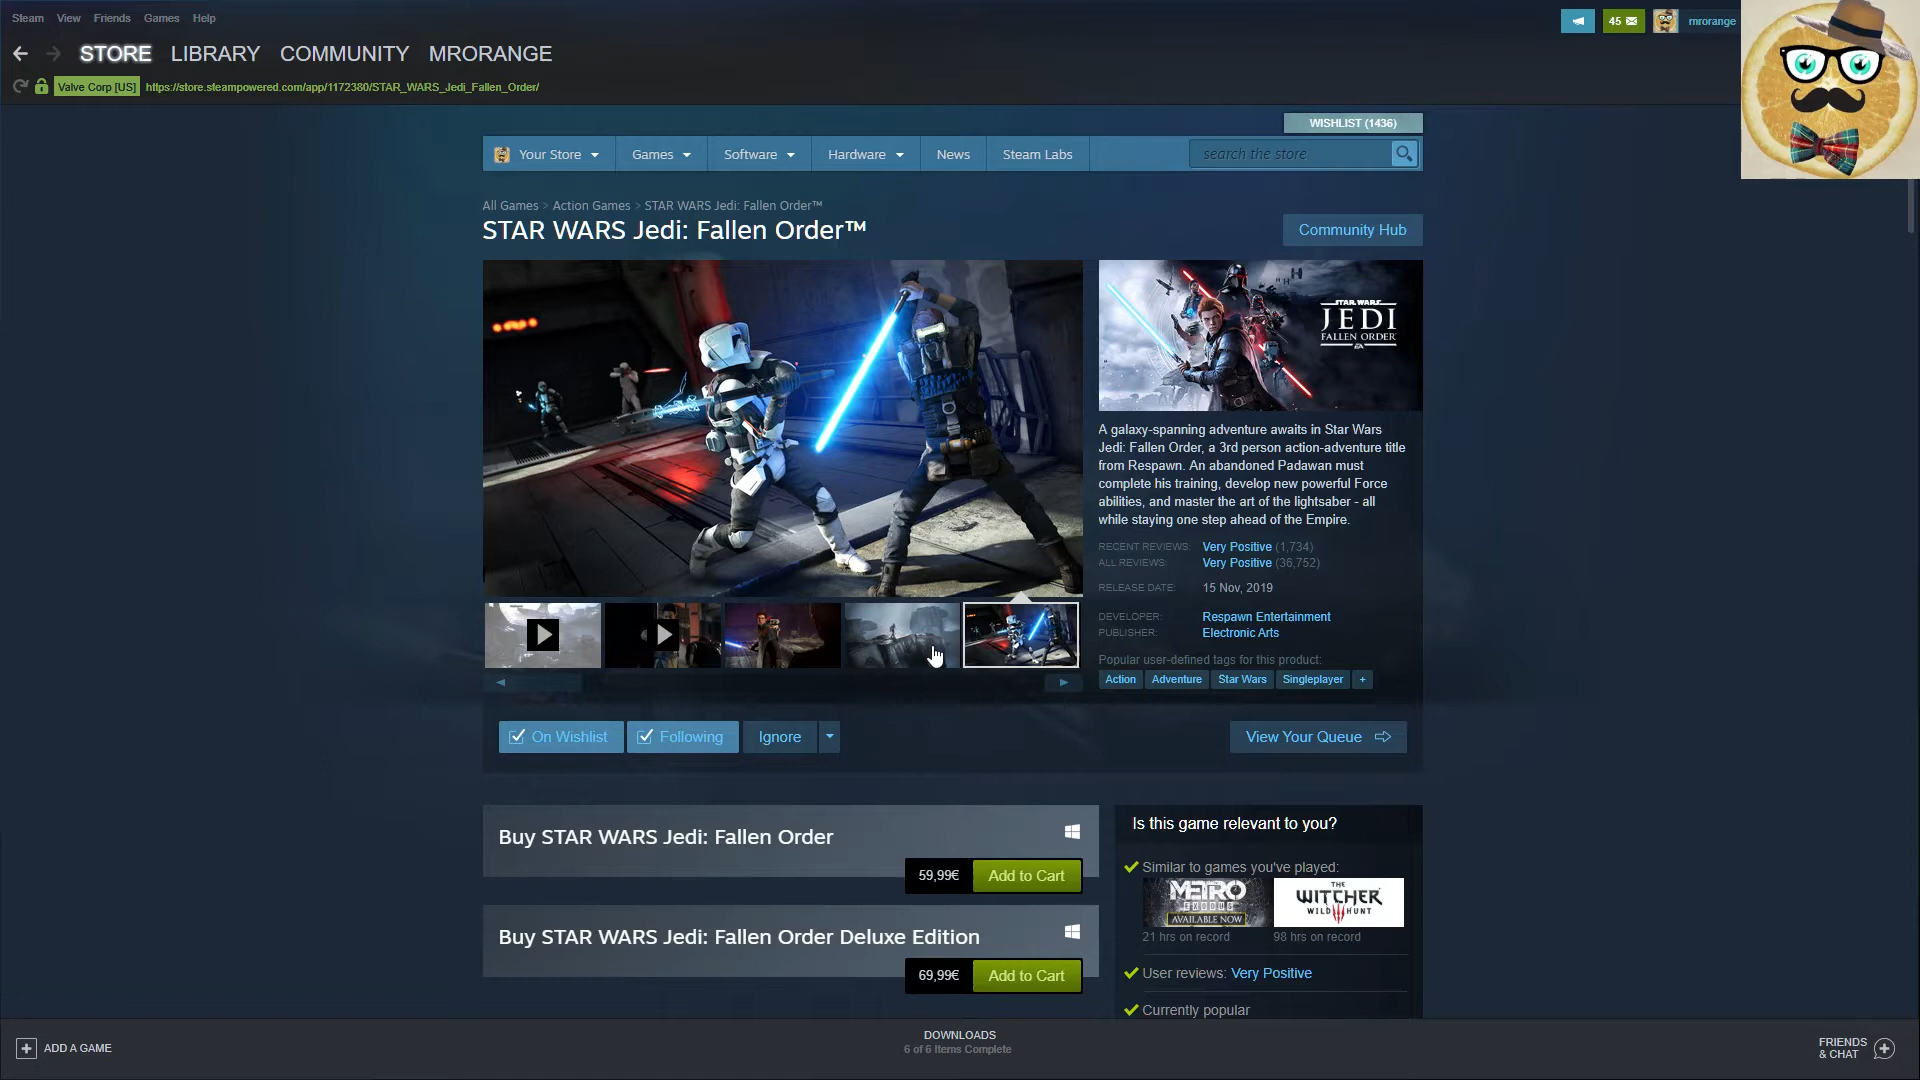 Steam View Friends Games Help
45 mrorange
STORE LIBRARY COMMUNITY MRORANGE
Valve Corp [US] https://store.steampowered.com/app/1172380/STAR_WARS_Jedi_Fallen_Order/
WISHLIST (1436)
Your Store Games Software Hardware News Steam Labs search the store
All Games > Action Games > STAR WARS Jedi: Fallen Order™
STAR WARS Jedi: Fallen Order™
Community Hub
STAR WARS
JEDI
FALLEN ORDER
EA
A galaxy-spanning adventure awaits in Star Wars
Jedi: Fallen Order, a 3rd person action-adventure title
from Respawn. An abandoned Padawan must
complete his training, develop new powerful Force
abilities, and master the art of the lightsaber - all
while staying one step ahead of the Empire.
RECENT REVIEWS: Very Positive (1,734)
ALL REVIEWS: Very Positive (36,752)
RELEASE DATE: 15 Nov, 2019
DEVELOPER: Respawn Entertainment
PUBLISHER: Electronic Arts
Popular user-defined tags for this product:
Action Adventure Star Wars Singleplayer +
On Wishlist Following Ignore View Your Queue
Buy STAR WARS Jedi: Fallen Order
59,99€ Add to Cart
Buy STAR WARS Jedi: Fallen Order Deluxe Edition
69,99€ Add to Cart
Is this game relevant to you?
Similar to games you've played:
METRO
EXODUS
AVAILABLE NOW
THE
WITCHER
WILD HUNT
21 hrs on record 98 hrs on record
User reviews: Very Positive
Currently popular
ADD A GAME
DOWNLOADS
6 of 6 Items Complete
FRIENDS
& CHAT